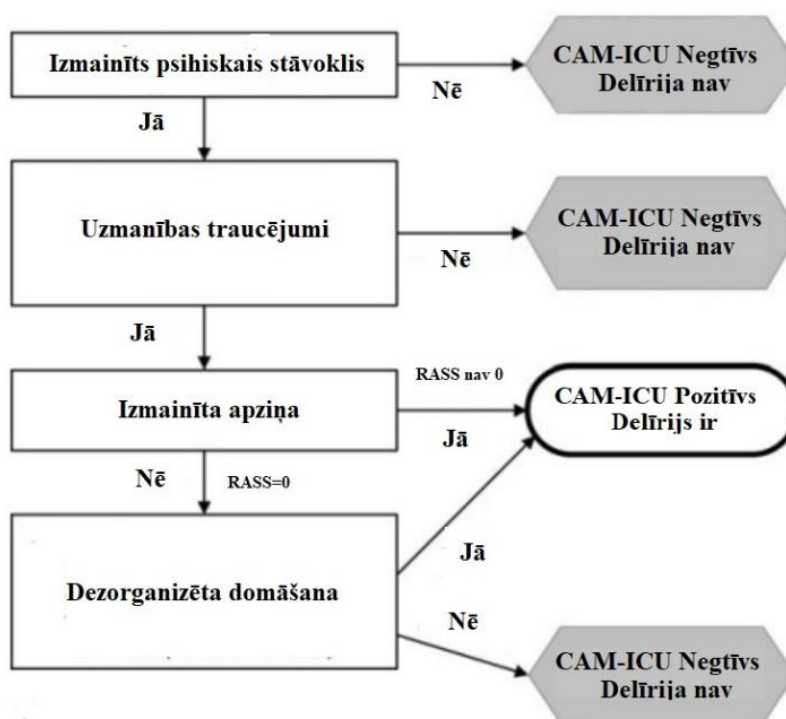 Izmainīts psihiskais stāvoklis
Nē
CAM-ICU Negtīvs
Delīrija nav
Jā
Uzmanības traucējumi
Nē
CAM-ICU Negtīvs
Delīrija nav
Jā
Izmainīta apziņa
RASS nav 0
Jā
CAM-ICU Pozitīvs
Delīrijs ir
Nē
RASS=0
Dezorganizēta domāšana
Jā
Nē
CAM-ICU Negtīvs
Delīrija nav